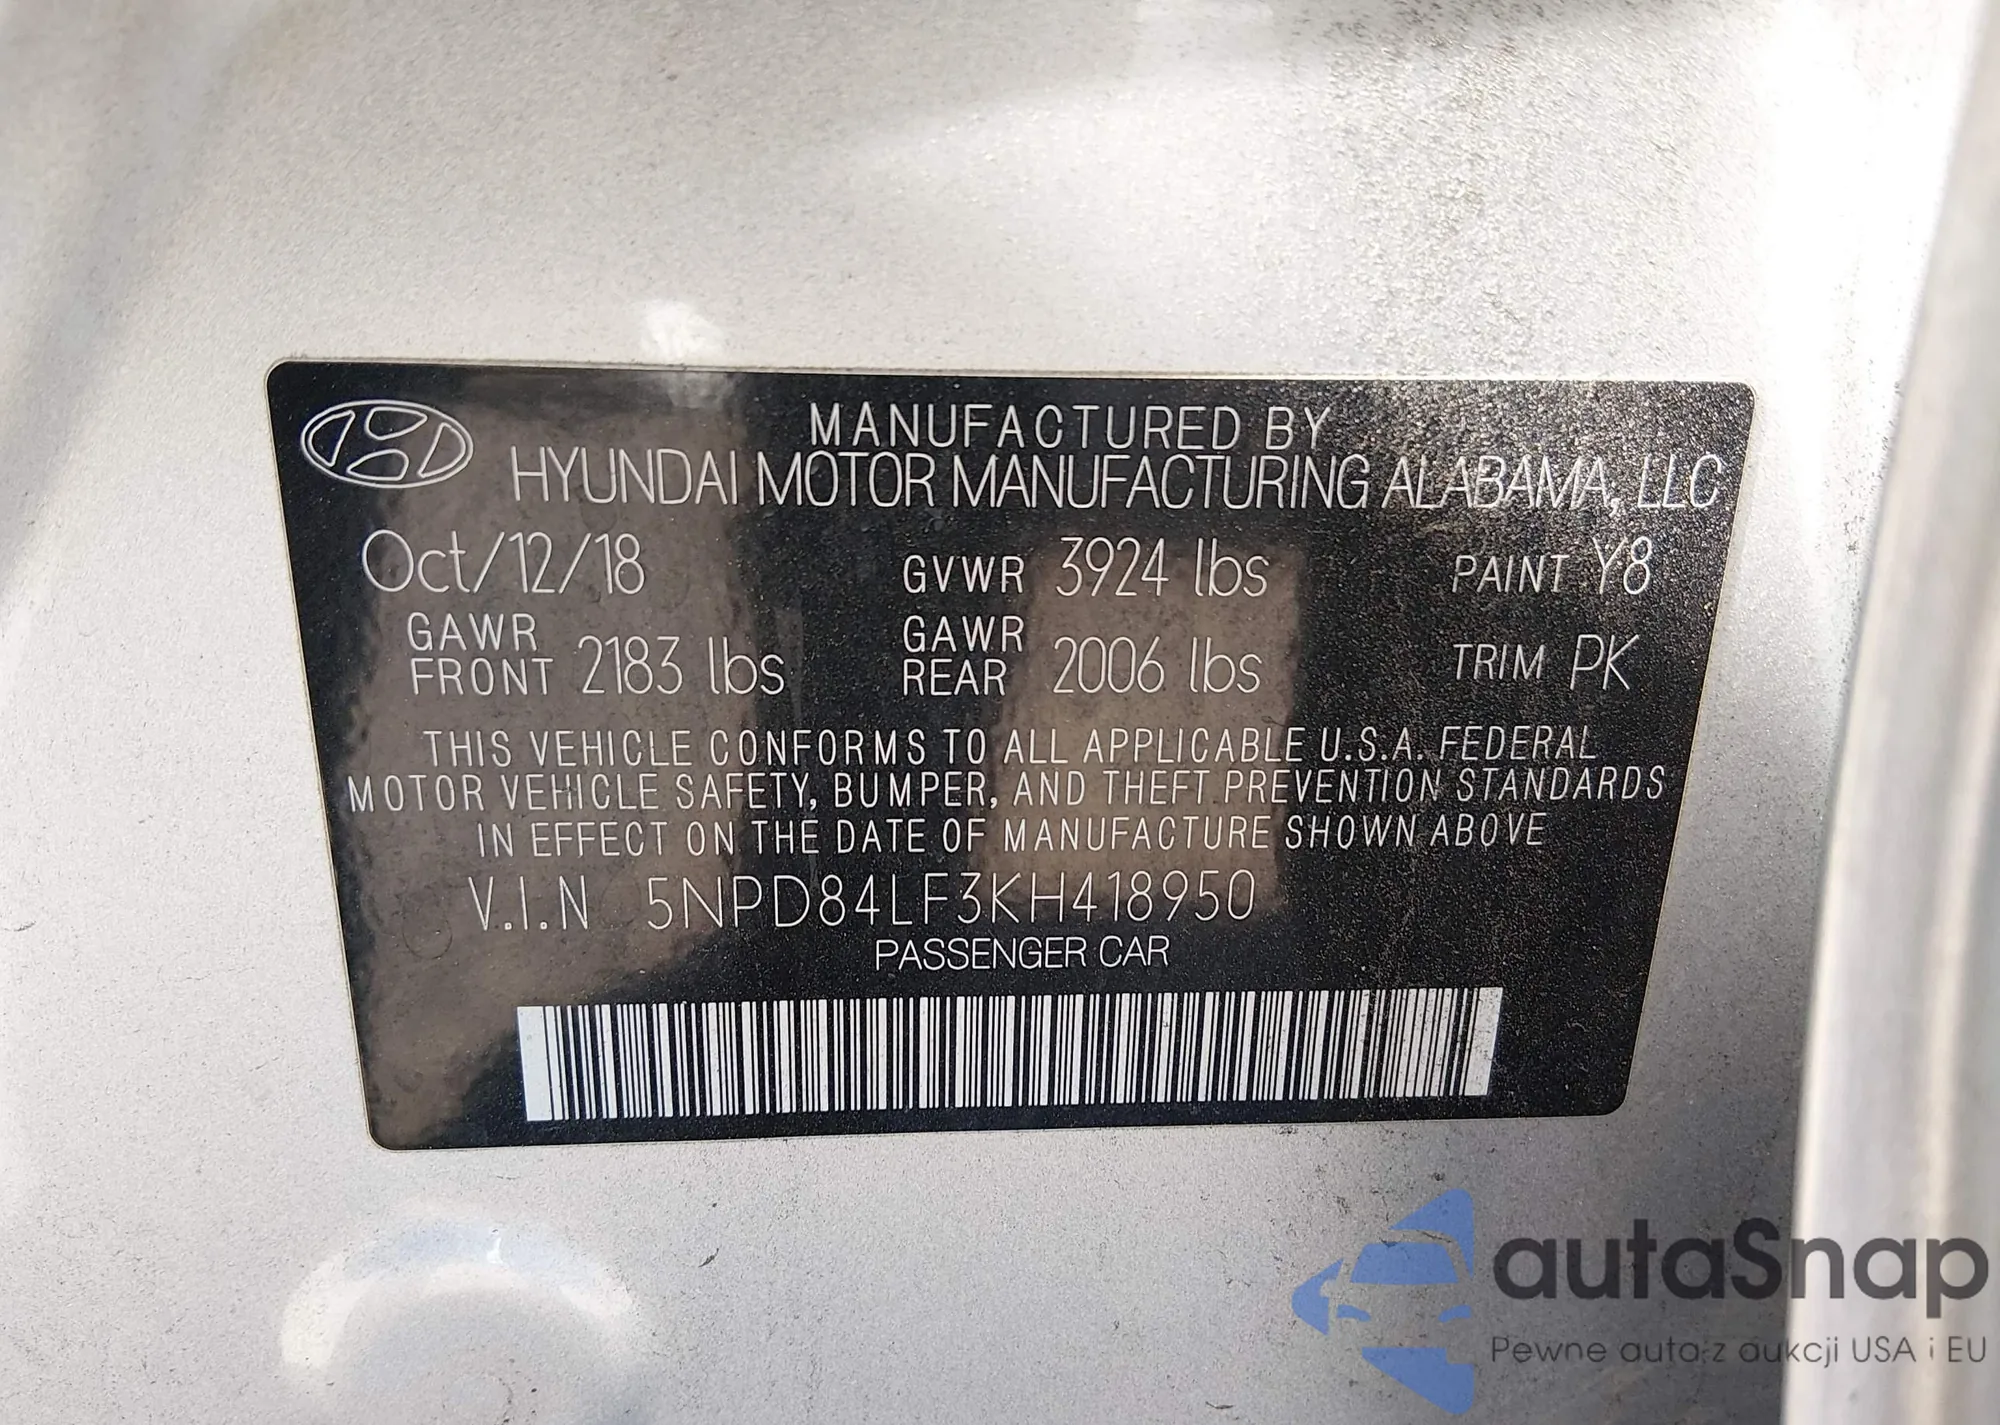 MANUFACTURED BY
HYUNDAI MOTOR MANUFACTURING ALABAMA, LLC
Oct/12/18 GVWR 3924 lbs PAINT Y8
GAWR FRONT 2183 lbs GAWR REAR 2006 lbs TRIM PK
THIS VEHICLE CONFORMS TO ALL APPLICABLE U.S.A. FEDERAL
MOTOR VEHICLE SAFETY, BUMPER, AND THEFT PREVENTION STANDARDS
IN EFFECT ON THE DATE OF MANUFACTURE SHOWN ABOVE
V.I.N 5NPD84LF3KH418950
PASSENGER CAR
autaSnap
Pewne auta z aukcji USA i EU